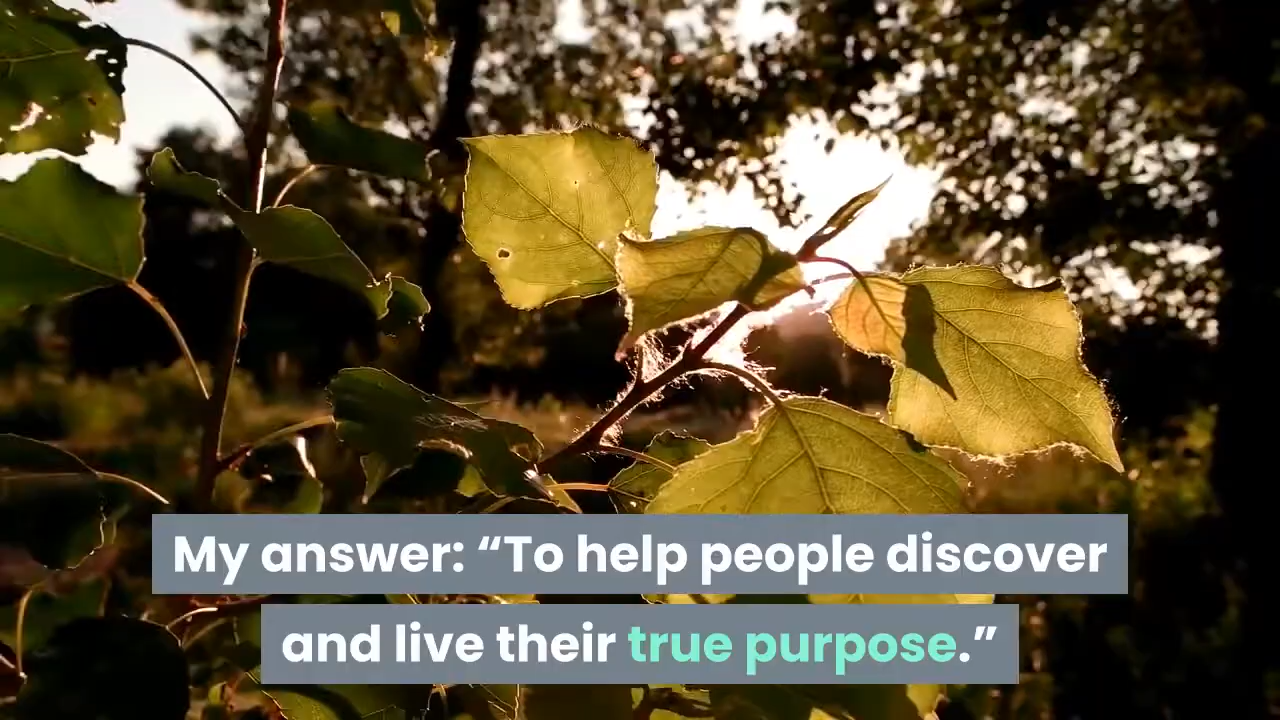 My answer: “To help people discover
and live their true purpose.”